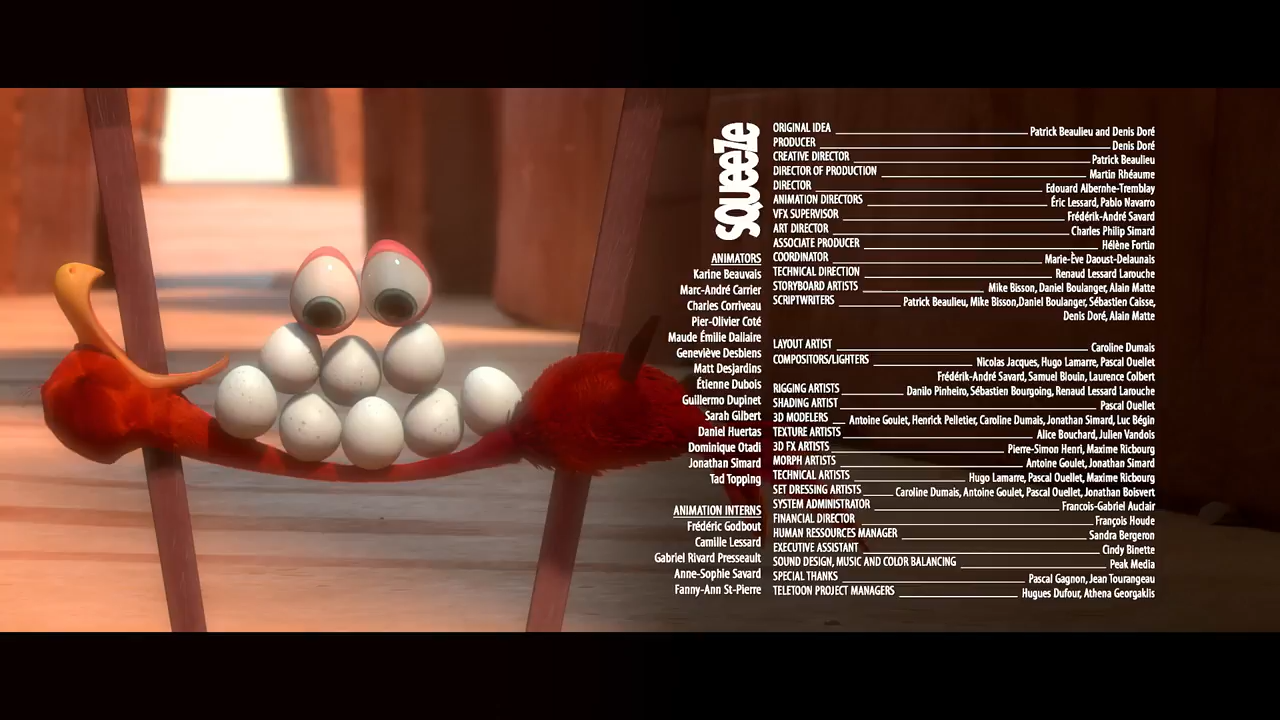 squeeze
ANIMATORS
Karine Beauvais
Marc-André Carrier
Charles Corriveau
Pier-Olivier Coté
Maude Émilie Dallaire
Geneviève Desbiens
Matt Desjardins
Étienne Dubois
Guillermo Dupinet
Sarah Gilbert
Daniel Huertas
Dominique Otadi
Jonathan Simard
Tad Topping
ANIMATION INTERNS
Frédéric Godbout
Camille Lessard
Gabriel Rivard Presseault
Anne-Sophie Savard
Fanny-Ann St-Pierre
ORIGINAL IDEA Patrick Beaulieu and Denis Doré
PRODUCER Denis Doré
CREATIVE DIRECTOR Patrick Beaulieu
DIRECTOR OF PRODUCTION Martin Rhéaume
DIRECTOR Edouard Albernhe-Tremblay
ANIMATION DIRECTORS Éric Lessard, Pablo Navarro
VFX SUPERVISOR Frédérik-André Savard
ART DIRECTOR Charles Philip Simard
ASSOCIATE PRODUCER Hélène Fortin
COORDINATOR Marie-Ève Daoust-Delaunais
TECHNICAL DIRECTION Renaud Lessard Larouche
STORYBOARD ARTISTS Mike Bisson, Daniel Boulanger, Alain Matte
SCRIPTWRITERS Patrick Beaulieu, Mike Bisson,Daniel Boulanger, Sébastien Caisse,
Denis Doré, Alain Matte
LAYOUT ARTIST Caroline Dumais
COMPOSITORS/LIGHTERS Nicolas Jacques, Hugo Lamarre, Pascal Ouellet
Frédérik-André Savard, Samuel Blouin, Laurence Colbert
RIGGING ARTISTS Danilo Pinheiro, Sébastien Bourgoing, Renaud Lessard Larouche
SHADING ARTIST Pascal Ouellet
3D MODELERS Antoine Goulet, Henrick Pelletier, Caroline Dumais, Jonathan Simard, Luc Bégin
TEXTURE ARTISTS Alice Bouchard, Julien Vandois
3D FX ARTISTS Pierre-Simon Henri, Maxime Ricbourg
MORPH ARTISTS Antoine Goulet, Jonathan Simard
TECHNICAL ARTISTS Hugo Lamarre, Pascal Ouellet, Maxime Ricbourg
SET DRESSING ARTISTS Caroline Dumais, Antoine Goulet, Pascal Ouellet, Jonathan Boisvert
SYSTEM ADMINISTRATOR Francois-Gabriel Auclair
FINANCIAL DIRECTOR François Houde
HUMAN RESSOURCES MANAGER Sandra Bergeron
EXECUTIVE ASSISTANT Cindy Binette
SOUND DESIGN, MUSIC AND COLOR BALANCING Peak Media
SPECIAL THANKS Pascal Gagnon, Jean Tourangeau
TELETOON PROJECT MANAGERS Hugues Dufour, Athena Georgaklis